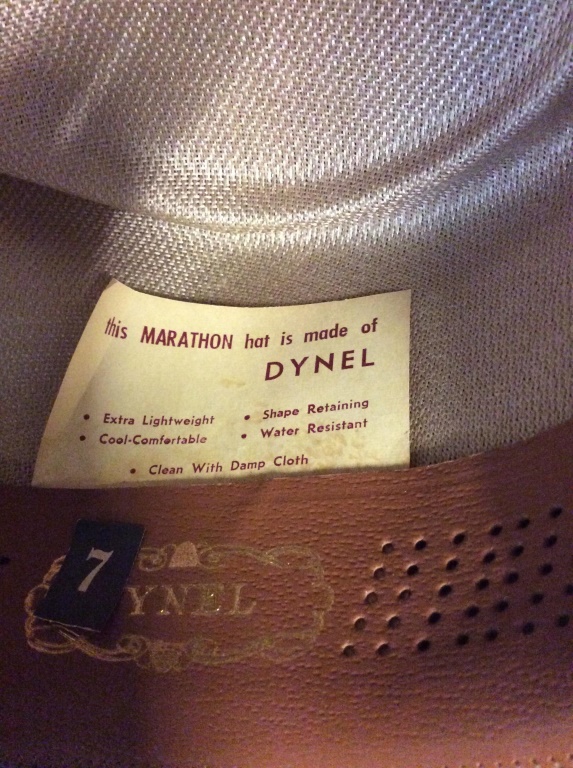 this MARATHON hat is made of
DYNEL
• Extra Lightweight • Shape Retaining
• Cool-Comfortable • Water Resistant
• Clean With Damp Cloth
7
YNEL